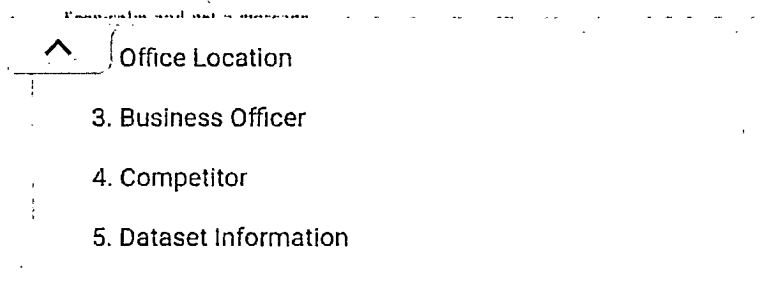 Office Location
3. Business Officer
4. Competitor
5. Dataset Information